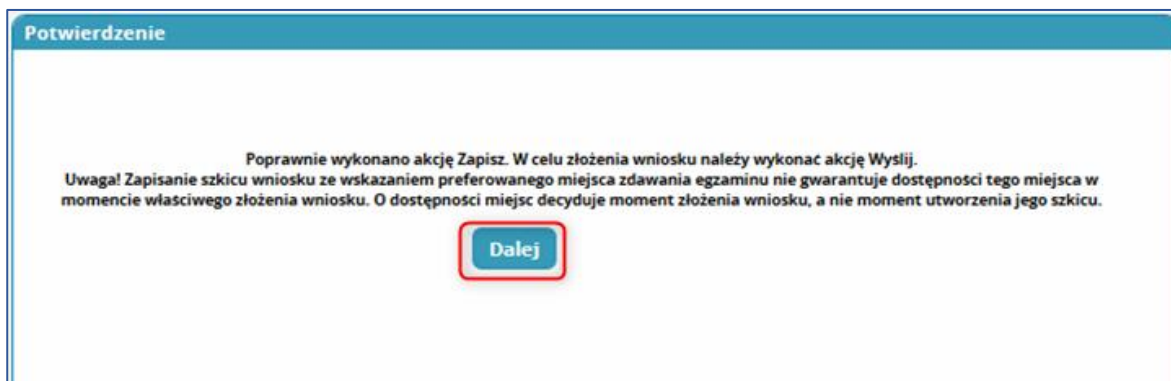 Potwierdzenie
Poprawnie wykonano akcję Zapisz. W celu złożenia wniosku należy wykonać akcję Wyślij.
Uwaga! Zapisanie szkicu wniosku ze wskazaniem preferowanego miejsca zdawania egzaminu nie gwarantuje dostępności tego miejsca w
momencie właściwego złożenia wniosku. O dostępności miejsc decyduje moment złożenia wniosku, a nie moment utworzenia jego szkicu.
Dalej